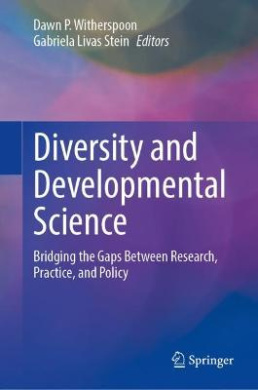 Dawn P. Witherspoon
Gabriela Livas Stein Editors
Diversity and
Developmental
Science
Bridging the Gaps Between Research,
Practice, and Policy
Springer